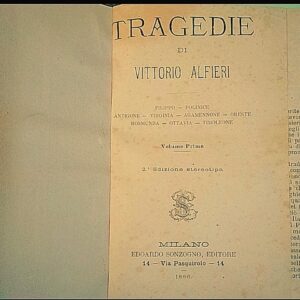 TRAGEDIE
DI
VITTORIO ALFIERI
FILIPPO — POLINICE
ANTIGONE — VIRGINIA — AGAMENNONE — ORESTE
ROSMUNDA — OTTAVIA — TIMOLEONE
Volume Primo
2.ª Edizione stereotipa
MILANO
EDOARDO SONZOGNO, EDITORE
14 — Via Pasquirolo — 14